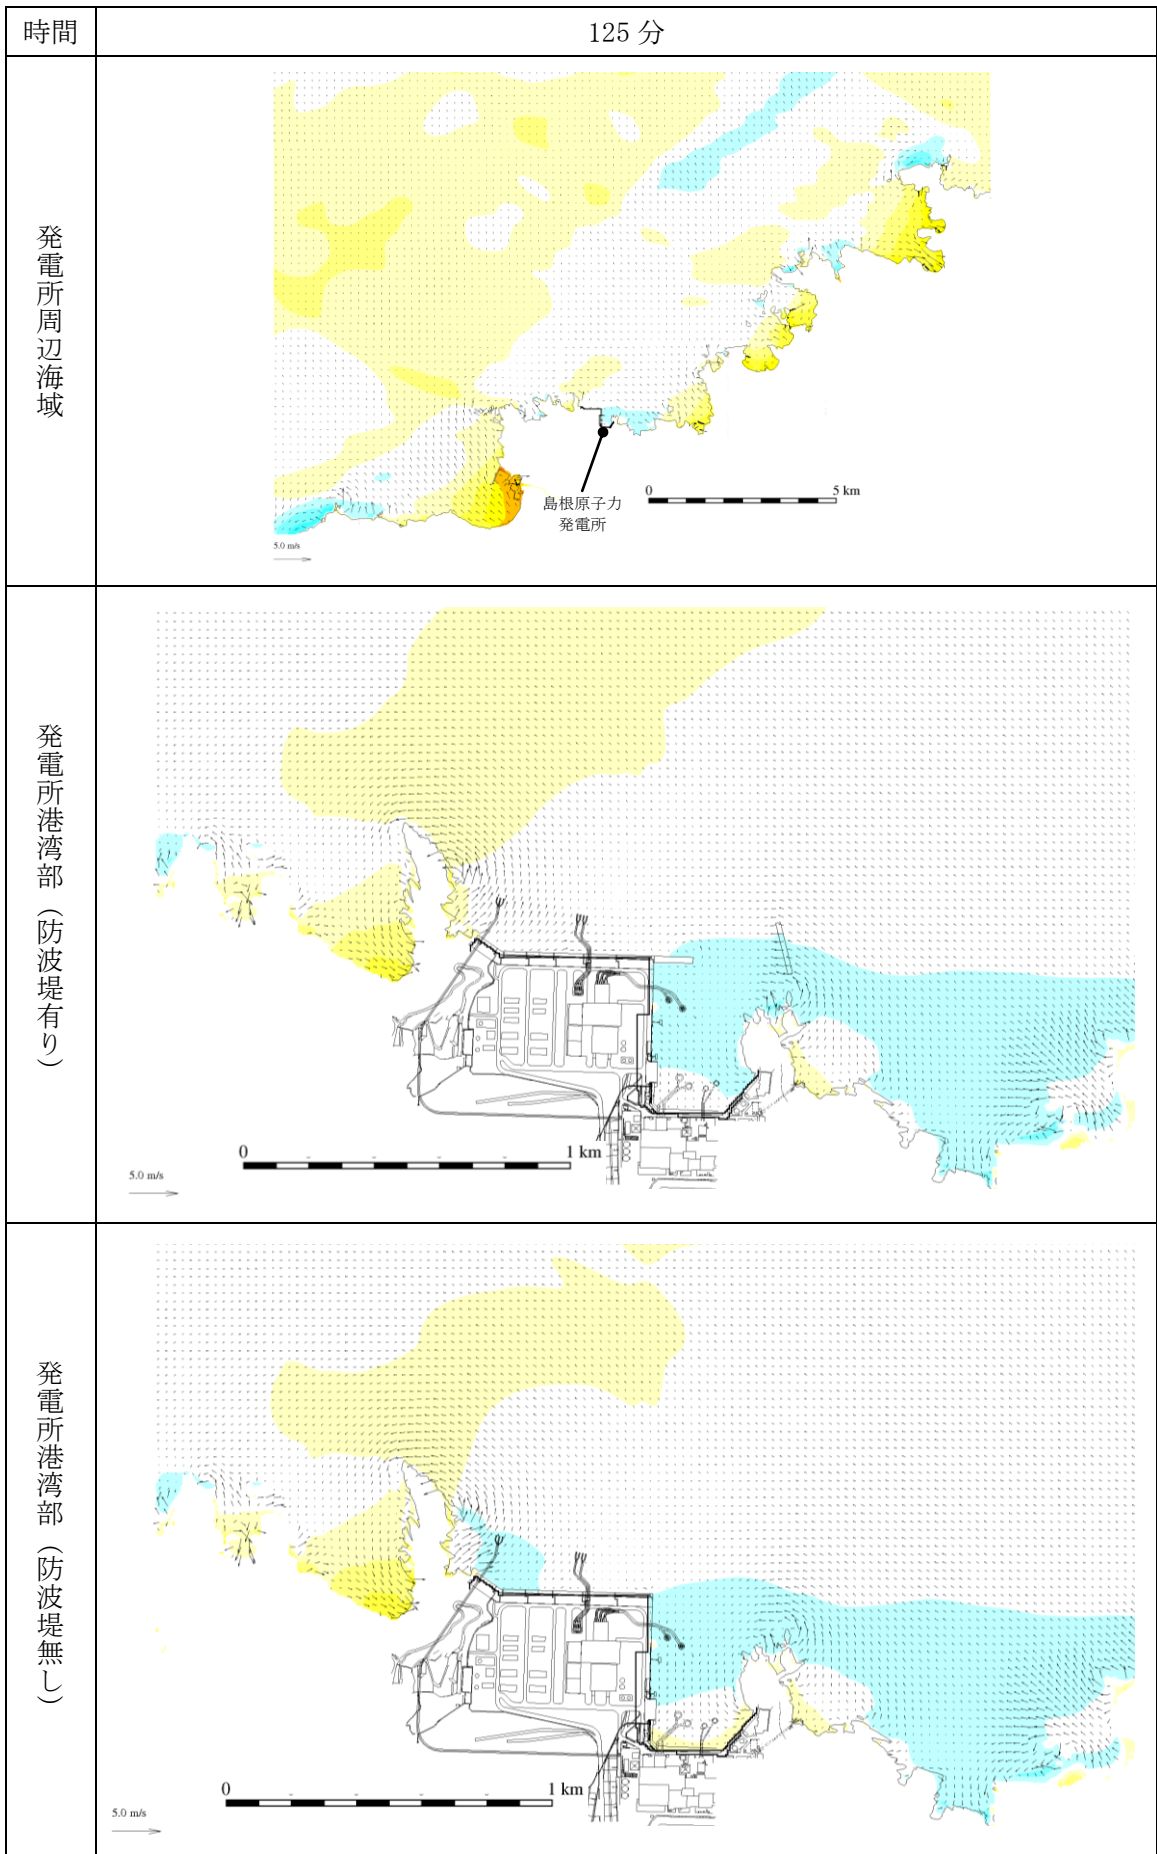 時間
125 分
発電所周辺海域
島根原子力
発電所
0 5 km
5.0 m/s
発電所港湾部（防波堤有り）
0 1 km
5.0 m/s
発電所港湾部（防波堤無し）
0 1 km
5.0 m/s